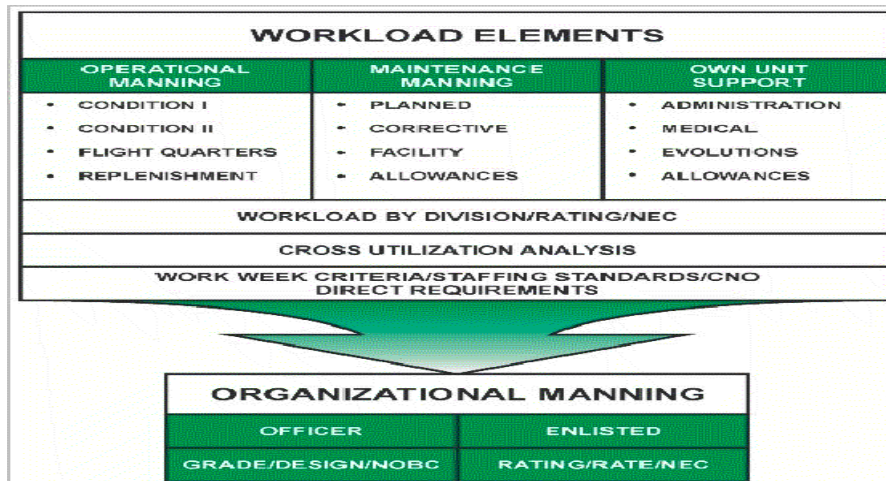 WORKLOAD ELEMENTS
OPERATIONAL
MANNING
• CONDITION I
• CONDITION II
• FLIGHT QUARTERS
• REPLENISHMENT
MAINTENANCE
MANNING
• PLANNED
• CORRECTIVE
• FACILITY
• ALLOWANCES
OWN UNIT
SUPPORT
• ADMINISTRATION
• MEDICAL
• EVOLUTIONS
• ALLOWANCES
WORKLOAD BY DIVISION/RATING/NEC
CROSS UTILIZATION ANALYSIS
WORK WEEK CRITERIA/STAFFING STANDARDS/CNO
DIRECT REQUIREMENTS
ORGANIZATIONAL MANNING
OFFICER
ENLISTED
GRADE/DESIGN/NOBC
RATING/RATE/NEC